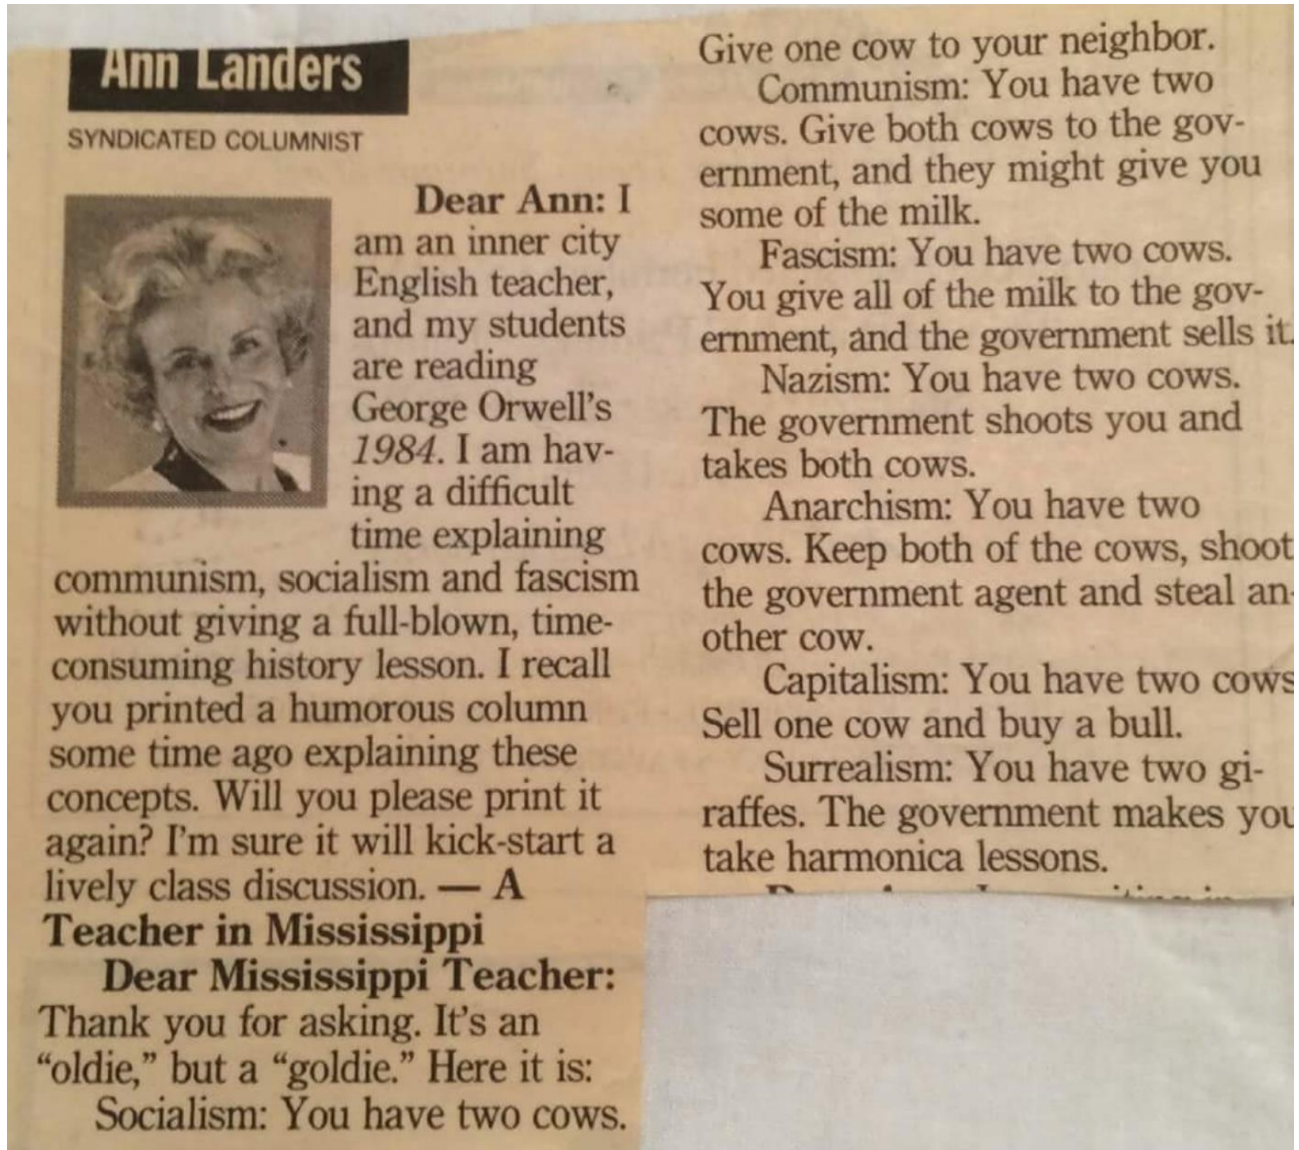 Ann Landers
SYNDICATED COLUMNIST
Dear Ann: I
am an inner city
English teacher,
and my students
are reading
George Orwell's
1984. I am hav-
ing a difficult
time explaining
communism, socialism and fascism
without giving a full-blown, time-
consuming history lesson. I recall
you printed a humorous column
some time ago explaining these
concepts. Will you please print it
again? I'm sure it will kick-start a
lively class discussion. — A
Teacher in Mississippi
Dear Mississippi Teacher:
Thank you for asking. It's an
“oldie,” but a “goldie.” Here it is:
Socialism: You have two cows.
Give one cow to your neighbor.
Communism: You have two
cows. Give both cows to the gov-
ernment, and they might give you
some of the milk.
Fascism: You have two cows.
You give all of the milk to the gov-
ernment, and the government sells it.
Nazism: You have two cows.
The government shoots you and
takes both cows.
Anarchism: You have two
cows. Keep both of the cows, shoot
the government agent and steal an-
other cow.
Capitalism: You have two cows
Sell one cow and buy a bull.
Surrealism: You have two gi-
raffes. The government makes you
take harmonica lessons.